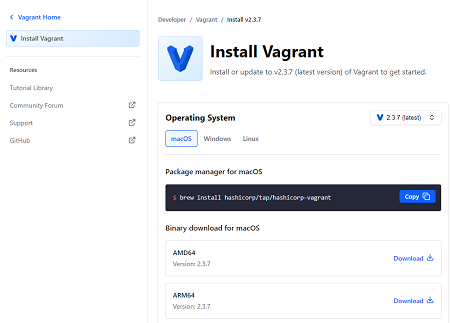 Vagrant Home
Install Vagrant
Resources
Tutorial Library
Community Forum
Support
GitHub
Developer / Vagrant / Install v2.3.7
Install Vagrant
Install or update to v2.3.7 (latest version) of Vagrant to get started.
Operating System
2.3.7 (latest)
macOS Windows Linux
Package manager for macOS
$ brew install hashicorp/tap/hashicorp-vagrant
Copy
Binary download for macOS
AMD64
Version: 2.3.7
Download
ARM64
Version: 2.3.7
Download